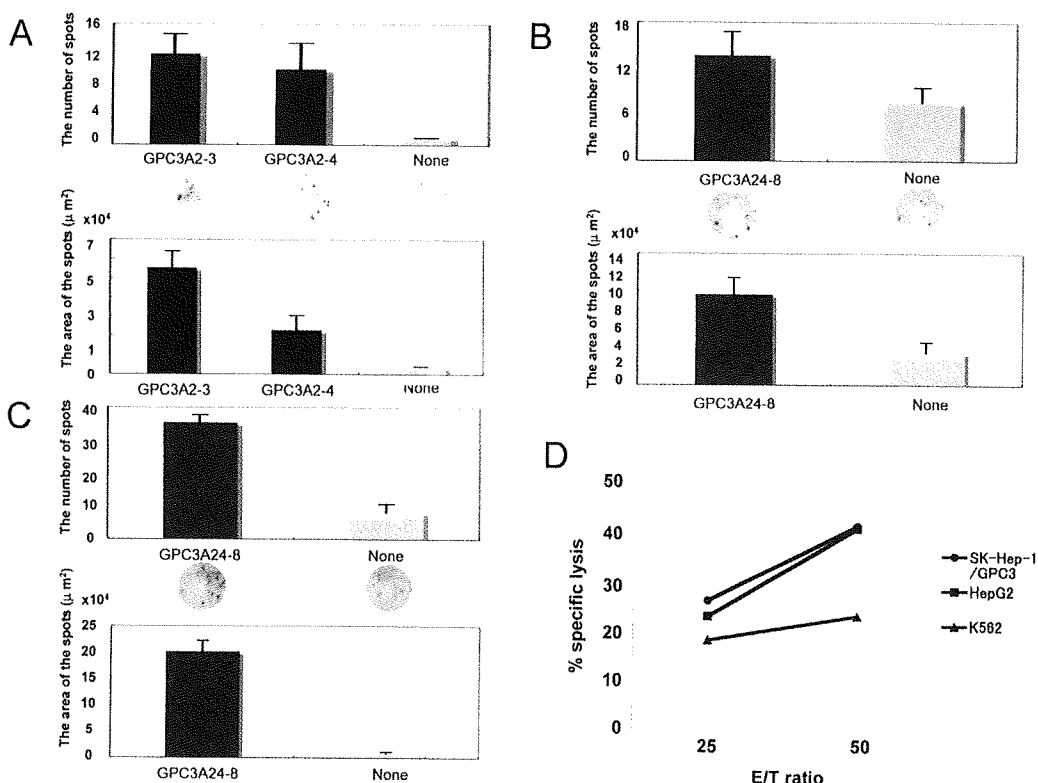 A
The number of spots
16
12
8
4
0
GPC3A2-3
GPC3A2-4
None
The area of the spots (μ m²)
x10⁴
7
5
3
1
0
GPC3A2-3
GPC3A2-4
None
B
The number of spots
18
12
6
0
GPC3A24-8
None
The area of the spots (μ m²)
x10⁴
14
12
10
8
6
4
2
0
GPC3A24-8
None
C
The number of spots
40
30
20
10
0
GPC3A24-8
None
The area of the spots (μ m²)
x10⁴
25
20
15
10
5
0
GPC3A24-8
None
D
% specific lysis
50
40
30
20
10
0
25
50
E/T ratio
SK-Hep-1
/GPC3
HepG2
K562